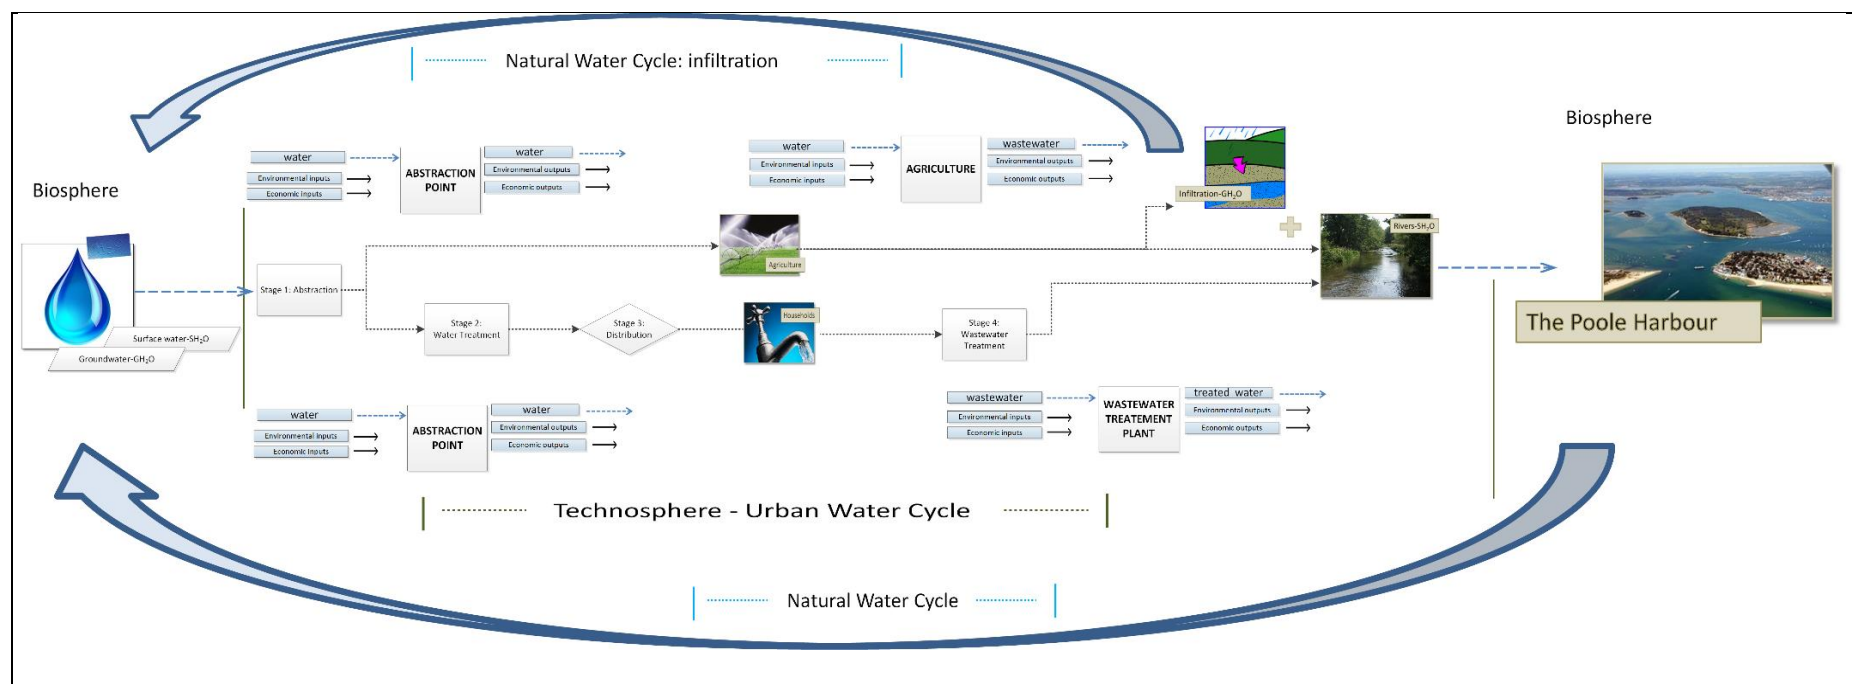 Natural Water Cycle: infiltration
Biosphere
Biosphere
water
Environmental inputs
Economic inputs
ABSTRACTION
POINT
water
Environmental outputs
Economic outputs
water
Environmental inputs
Economic inputs
AGRICULTURE
wastewater
Environmental outputs
Economic outputs
Infiltration-GH₂O
Rivers-SH₂O
Agriculture
Stage 1: Abstraction
Surface water-SH₂O
Groundwater-GH₂O
Stage 2:
Water Treatment
Stage 3:
Distribution
Households
Stage 4:
Wastewater
Treatment
The Poole Harbour
water
Environmental inputs
Economic inputs
ABSTRACTION
POINT
water
Environmental outputs
Economic outputs
wastewater
Environmental inputs
Economic inputs
WASTEWATER
TREATEMENT
PLANT
treated water
Environmental outputs
Economic outputs
Technosphere - Urban Water Cycle
Natural Water Cycle